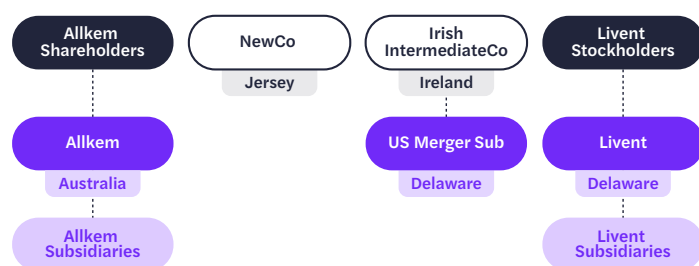 Allkem
Shareholders
NewCo
Irish
IntermediateCo
Livent
Stockholders
Jersey
Ireland
Allkem
US Merger Sub
Livent
Australia
Delaware
Delaware
Allkem
Subsidiaries
Livent
Subsidiaries